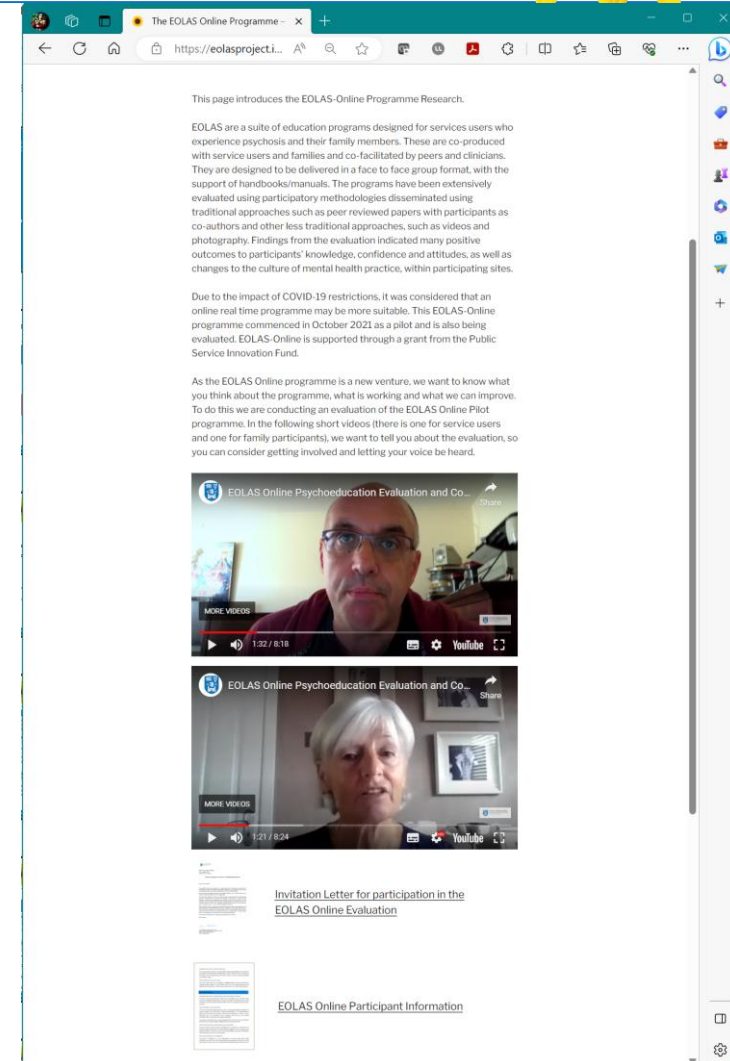 The EOLAS Online Programme –
https://eolasproject.i...
This page introduces the EOLAS-Online Programme Research.
EOLAS are a suite of education programs designed for services users who
experience psychosis and their family members. These are co-produced
with service users and families and co-facilitated by peers and clinicians.
They are designed to be delivered in a face to face group format, with the
support of handbooks/manuals. The programs have been extensively
evaluated using participatory methodologies disseminated using
traditional approaches such as peer reviewed papers with participants as
co-authors and other less traditional approaches, such as videos and
photography. Findings from the evaluation indicated many positive
outcomes to participants' knowledge, confidence and attitudes, as well as
changes to the culture of mental health practice, within participating sites.
Due to the impact of COVID-19 restrictions, it was considered that an
online real time programme may be more suitable. This EOLAS-Online
programme commenced in October 2021 as a pilot and is also being
evaluated. EOLAS-Online is supported through a grant from the Public
Service Innovation Fund.
As the EOLAS Online programme is a new venture, we want to know what
you think about the programme, what is working and what we can improve.
To do this we are conducting an evaluation of the EOLAS Online Pilot
programme. In the following short videos (there is one for service users
and one for family participants), we want to tell you about the evaluation, so
you can consider getting involved and letting your voice be heard.
EOLAS Online Psychoeducation Evaluation and Co...
Share
MORE VIDEOS
1:32 / 8:18
YouTube
EOLAS Online Psychoeducation Evaluation and Co...
Share
MORE VIDEOS
1:21 / 8:24
YouTube
Invitation Letter for participation in the
EOLAS Online Evaluation
EOLAS Online Participant Information